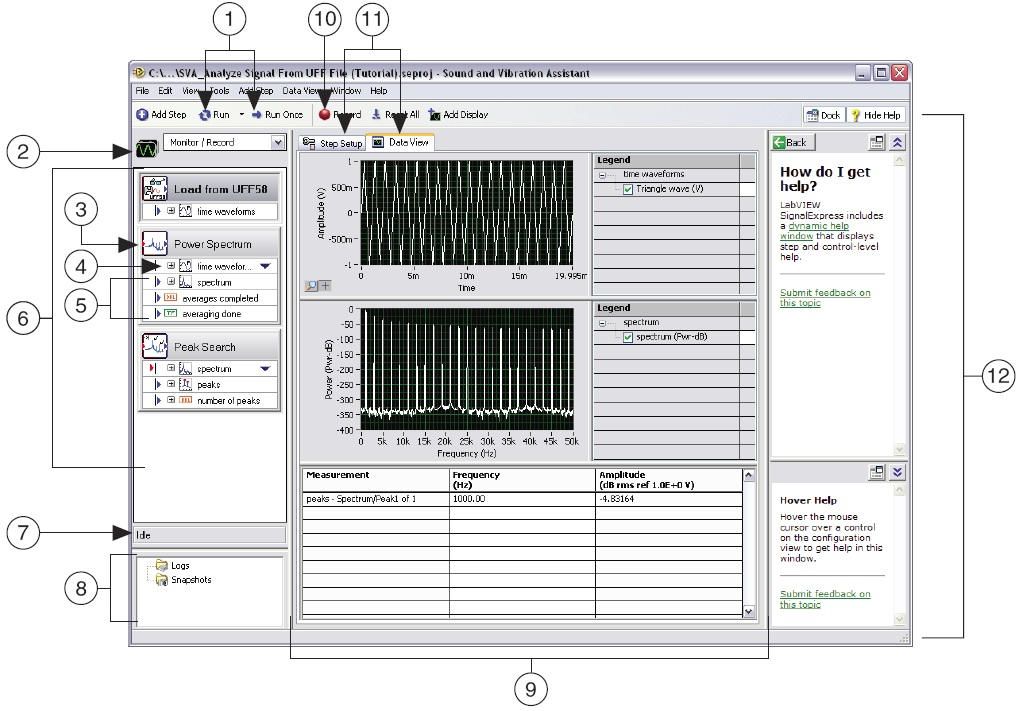 1
10
11
C:\...\SVA_Analyze Signal From UFF File (Tutorial).seproj - Sound and Vibration Assistant
File Edit View Tools Add Step Data View Window Help
Add Step Run Run Once Record Reset All Add Display Dock Hide Help
2
Monitor / Record
Step Setup Data View
Back
Load from UFF58
time waveforms
3
Power Spectrum
4
time wavefor...
5
spectrum
averages completed
averaging done
6
Peak Search
spectrum
peaks
number of peaks
7
Idle
8
Logs
Snapshots
Amplitude (V)
1
500m
0
-500m
-1
0 5m 10m 15m 19.995m
Time
Legend
time waveforms
Triangle wave (V)
Power (Pwr-dB)
0
-50
-100
-150
-200
-250
-300
-350
-400
0 5k 10k 15k 20k 25k 30k 35k 40k 45k 50k
Frequency (Hz)
Legend
spectrum
spectrum (Pwr-dB)
Measurement Frequency (Hz) Amplitude (dB rms ref 1.0E+0 V)
peaks - Spectrum/Peak1 of 1 1000.00 -4.83164
9
How do I get
help?
LabVIEW
SignalExpress includes
a dynamic help
window that displays
step and control-level
help.
Submit feedback on
this topic
12
Hover Help
Hover the mouse
cursor over a control
on the configuration
view to get help in this
window.
Submit feedback on
this topic